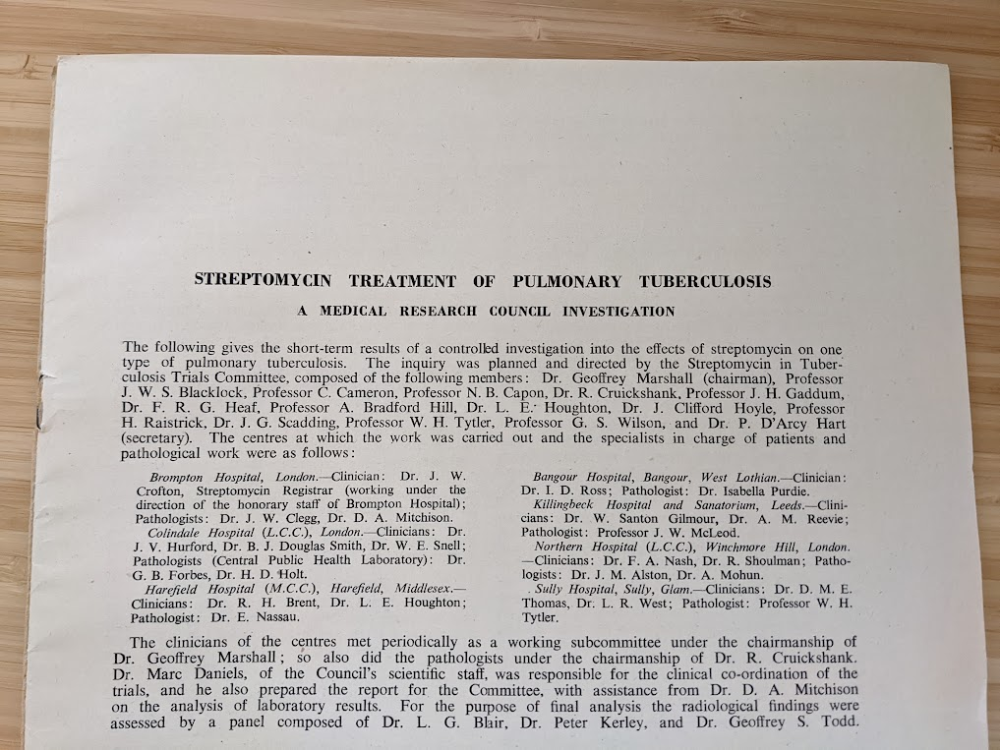 STREPTOMYCIN TREATMENT OF PULMONARY TUBERCULOSIS
A MEDICAL RESEARCH COUNCIL INVESTIGATION
The following gives the short-term results of a controlled investigation into the effects of streptomycin on one
type of pulmonary tuberculosis. The inquiry was planned and directed by the Streptomycin in Tuber-
culosis Trials Committee, composed of the following members: Dr. Geoffrey Marshall (chairman), Professor
J. W. S. Blacklock, Professor C. Cameron, Professor N. B. Capon, Dr. R. Cruickshank, Professor J. H. Gaddum,
Dr. F. R. G. Heaf, Professor A. Bradford Hill, Dr. L. E. Houghton, Dr. J. Clifford Hoyle, Professor
H. Raistrick, Dr. J. G. Scadding, Professor W. H. Tytler, Professor G. S. Wilson, and Dr. P. D'Arcy Hart
(secretary). The centres at which the work was carried out and the specialists in charge of patients and
pathological work were as follows:
Brompton Hospital, London.—Clinician: Dr. J. W.
Crofton, Streptomycin Registrar (working under the
direction of the honorary staff of Brompton Hospital);
Pathologists: Dr. J. W. Clegg, Dr. D. A. Mitchison.
Colindale Hospital (L.C.C.), London.—Clinicians: Dr.
J. V. Hurford, Dr. B. J. Douglas Smith, Dr. W. E. Snell;
Pathologists (Central Public Health Laboratory): Dr.
G. B. Forbes, Dr. H. D. Holt.
Harefield Hospital (M.C.C.), Harefield, Middlesex.—
Clinicians: Dr. R. H. Brent, Dr. L. E. Houghton;
Pathologist: Dr. E. Nassau.
Bangour Hospital, Bangour, West Lothian.—Clinician:
Dr. I. D. Ross; Pathologist: Dr. Isabella Purdie.
Killingbeck Hospital and Sanatorium, Leeds.—Clini-
cians: Dr. W. Santon Gilmour, Dr. A. M. Reevie;
Pathologist: Professor J. W. McLeod.
Northern Hospital (L.C.C.), Winchmore Hill, London.
—Clinicians: Dr. F. A. Nash, Dr. R. Shoulman; Patho-
logists: Dr. J. M. Alston, Dr. A. Mohun.
Sully Hospital, Sully, Glam.—Clinicians: Dr. D. M. E.
Thomas, Dr. L. R. West; Pathologist: Professor W. H.
Tytler.
The clinicians of the centres met periodically as a working subcommittee under the chairmanship of
Dr. Geoffrey Marshall; so also did the pathologists under the chairmanship of Dr. R. Cruickshank.
Dr. Marc Daniels, of the Council's scientific staff, was responsible for the clinical co-ordination of the
trials, and he also prepared the report for the Committee, with assistance from Dr. D. A. Mitchison
on the analysis of laboratory results. For the purpose of final analysis the radiological findings were
assessed by a panel composed of Dr. L. G. Blair, Dr. Peter Kerley, and Dr. Geoffrey S. Todd.